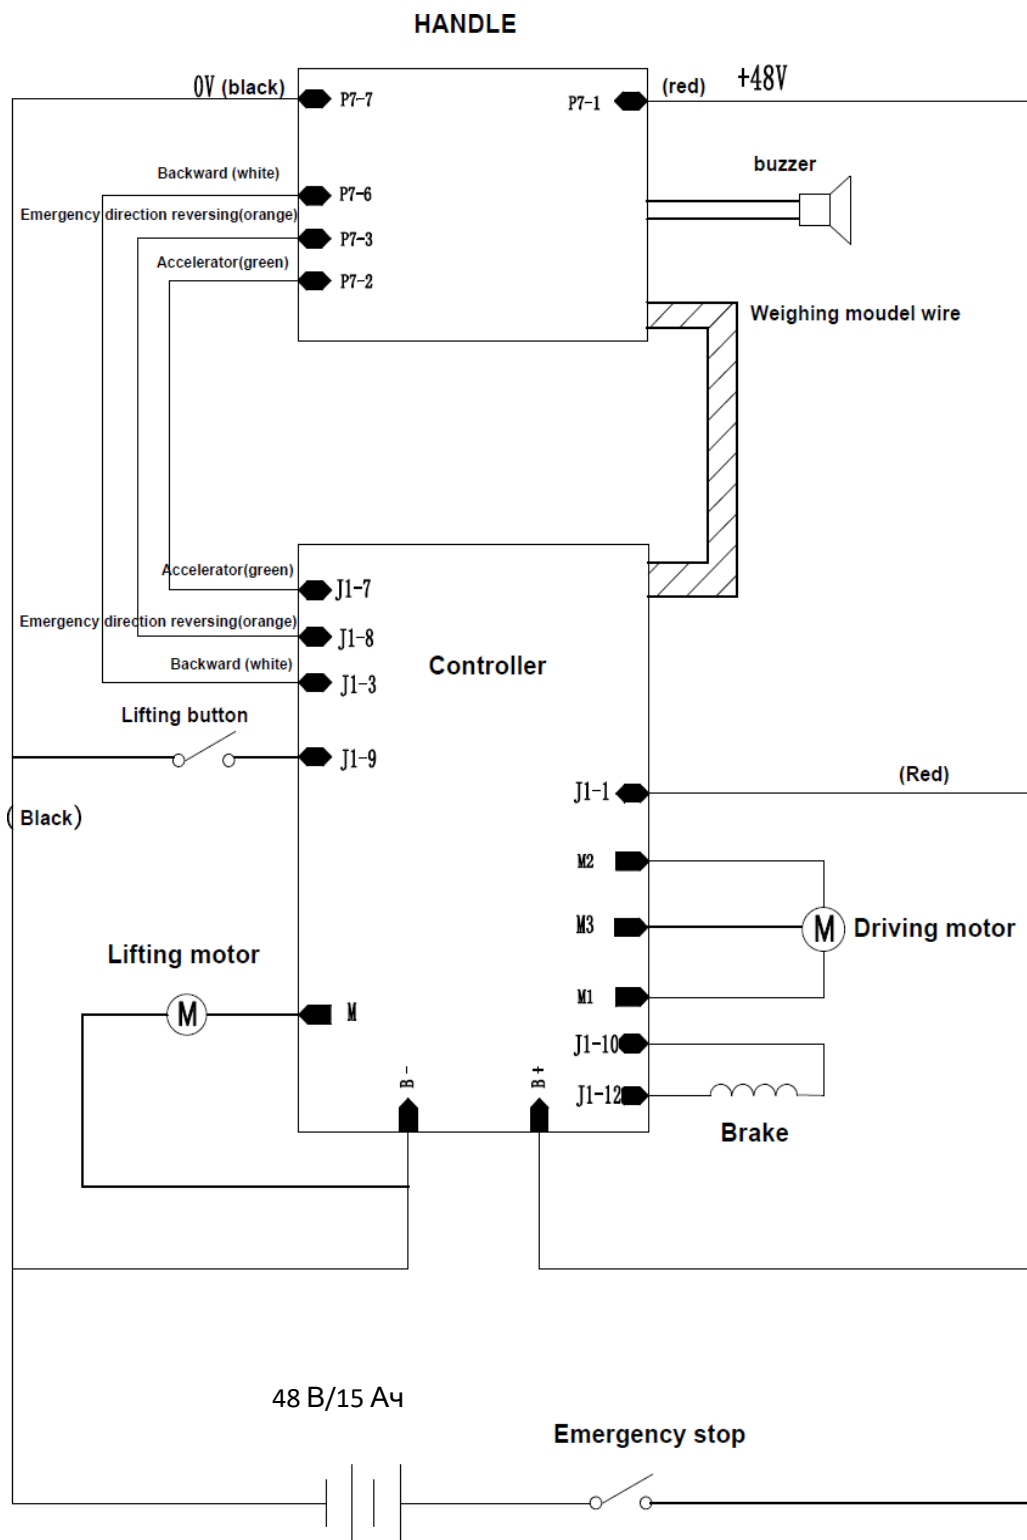 HANDLE
0V (black)
P7-7
P7-1
(red)
+48V
buzzer
Backward (white)
P7-6
Emergency direction reversing(orange)
P7-3
Accelerator(green)
P7-2
Weighing moudel wire
Accelerator(green)
J1-7
Emergency direction reversing(orange)
J1-8
Controller
Backward (white)
J1-3
Lifting button
J1-9
(Red)
J1-1
( Black)
M2
M3
M
Driving motor
Lifting motor
M1
M
M
J1-10
B-
B+
J1-12
Brake
48 В/15 Ач
Emergency stop